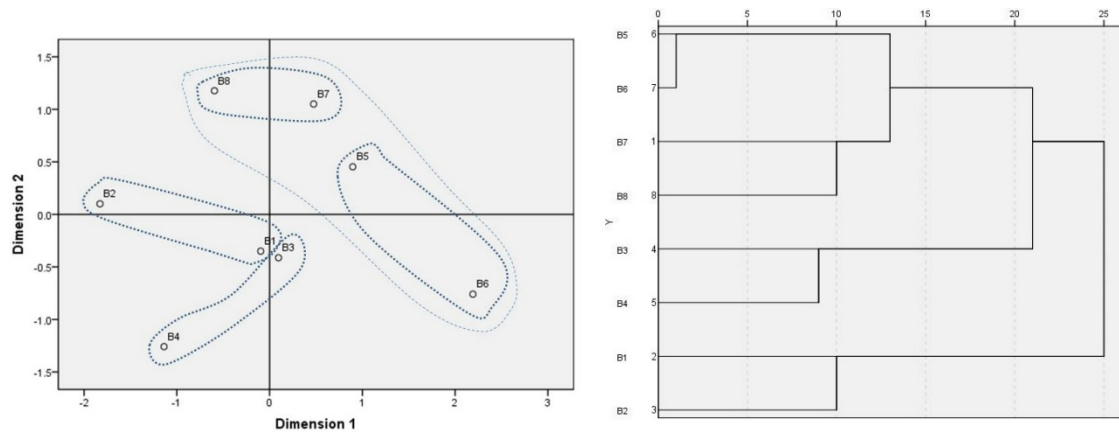 1.5
1.0
0.5
0.0
-0.5
-1.0
-1.5
Dimension 2
B8
B7
B5
B2
B1
B3
B6
B4
-2 -1 0 1 2 3
Dimension 1
0 5 10 15 20 25
B5 6
B6 7
B7 1
B8 8
Y
B3 4
B4 5
B1 2
B2 3